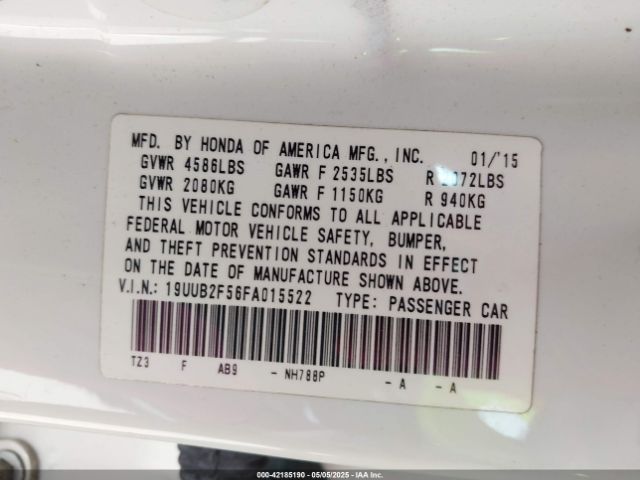 MFD. BY HONDA OF AMERICA MFG., INC. 01/'15
GVWR 4586LBS GAWR F 2535LBS R 2072LBS
GVWR 2080KG GAWR F 1150KG R 940KG
THIS VEHICLE CONFORMS TO ALL APPLICABLE
FEDERAL MOTOR VEHICLE SAFETY, BUMPER,
AND THEFT PREVENTION STANDARDS IN EFFECT
ON THE DATE OF MANUFACTURE SHOWN ABOVE.
V.I.N.: 19UUB2F56FA015522 TYPE: PASSENGER CAR
TZ3 F AB9 - NH788P - A - A
000-42185190 - 05/05/2025 - IAA Inc.